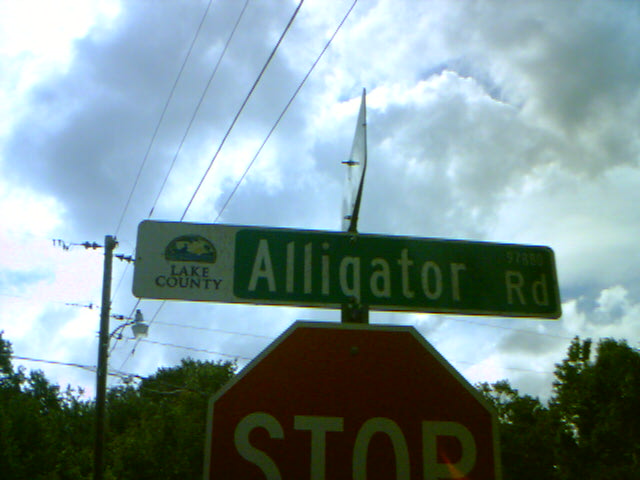 LAKE
COUNTY
Alligator Rd
STOP